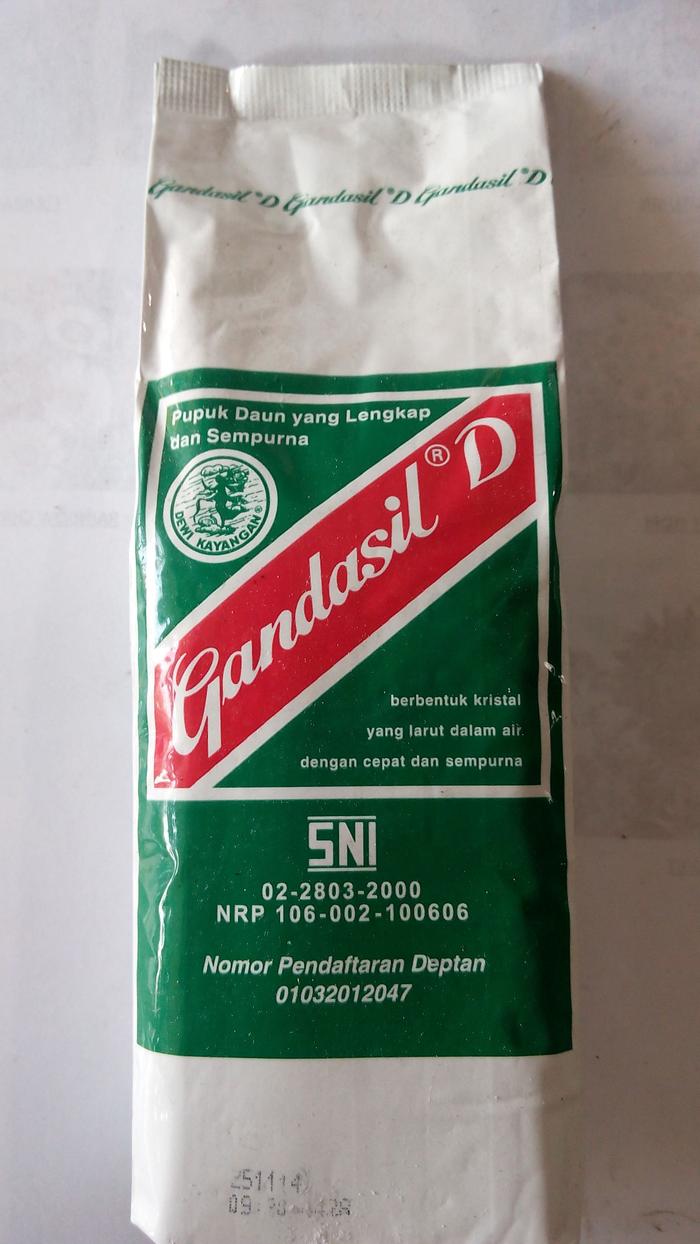 Gandasil ®D Gandasil ®D Gandasil ®D
Pupuk Daun yang Lengkap
dan Sempurna
DEWI KAYANGAN ®
Gandasil ® D
berbentuk kristal
yang larut dalam air
dengan cepat dan sempurna
SNI
02-2803-2000
NRP 106-002-100606
Nomor Pendaftaran Deptan
01032012047
251114